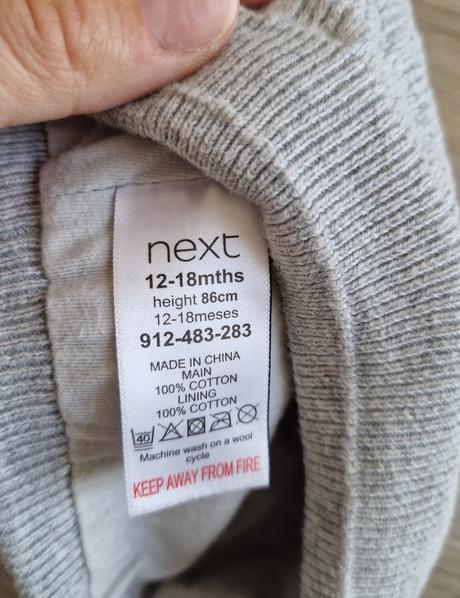 next
12-18mths
height 86cm
12-18meses
912-483-283
MADE IN CHINA
MAIN
100% COTTON
LINING
100% COTTON
40
Machine wash on a wool
cycle
KEEP AWAY FROM FIRE